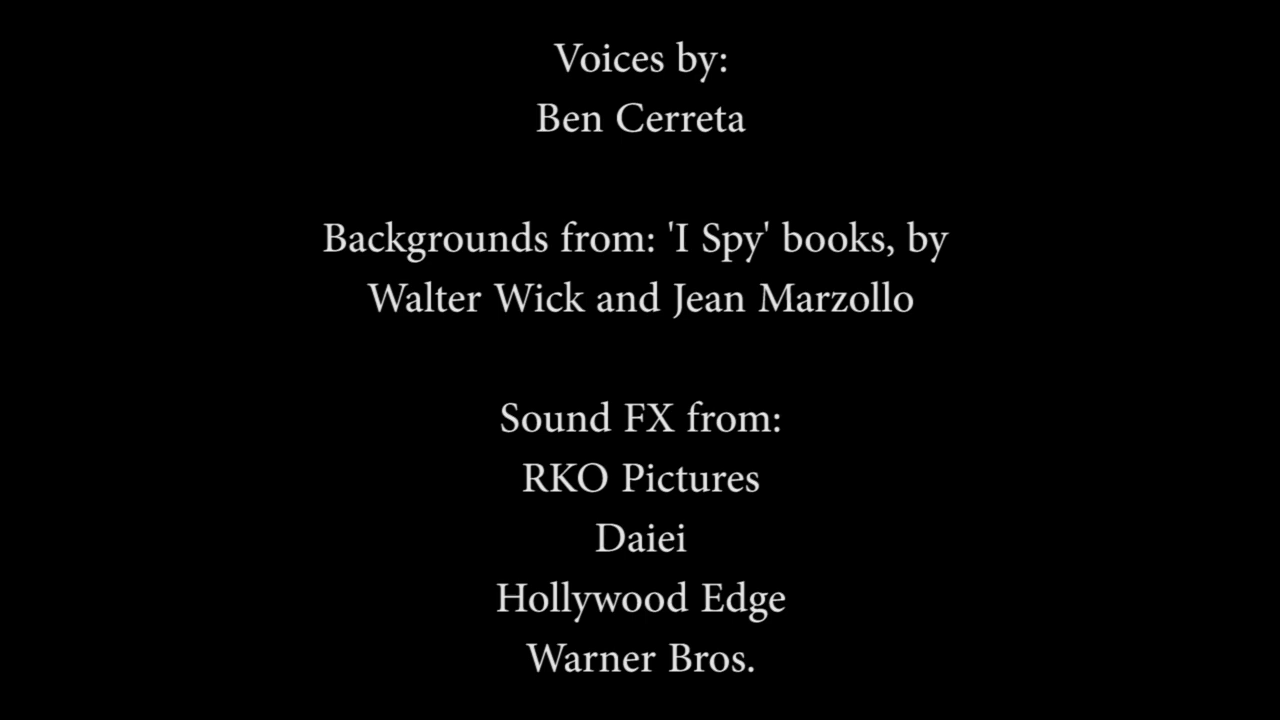 Voices by:
Ben Cerreta
Backgrounds from: 'I Spy' books, by
Walter Wick and Jean Marzollo
Sound FX from:
RKO Pictures
Daiei
Hollywood Edge
Warner Bros.